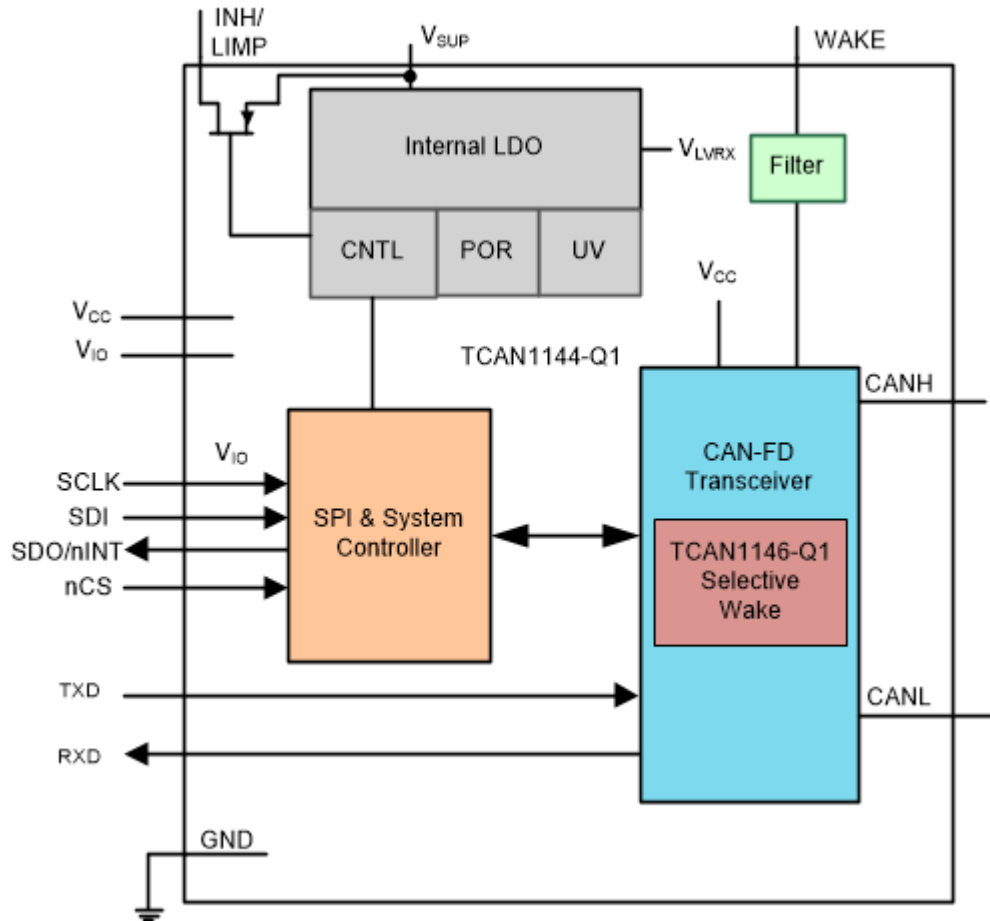 INH/
LIMP
VSUP
WAKE
Internal LDO
VLVRX
Filter
CNTL
POR
UV
VCC
VCC
VIO
TCAN1144-Q1
CANH
VIO
CAN-FD
Transceiver
SCLK
SDI
SPI & System
Controller
SDO/nINT
nCS
TCAN1146-Q1
Selective
Wake
TXD
CANL
RXD
GND